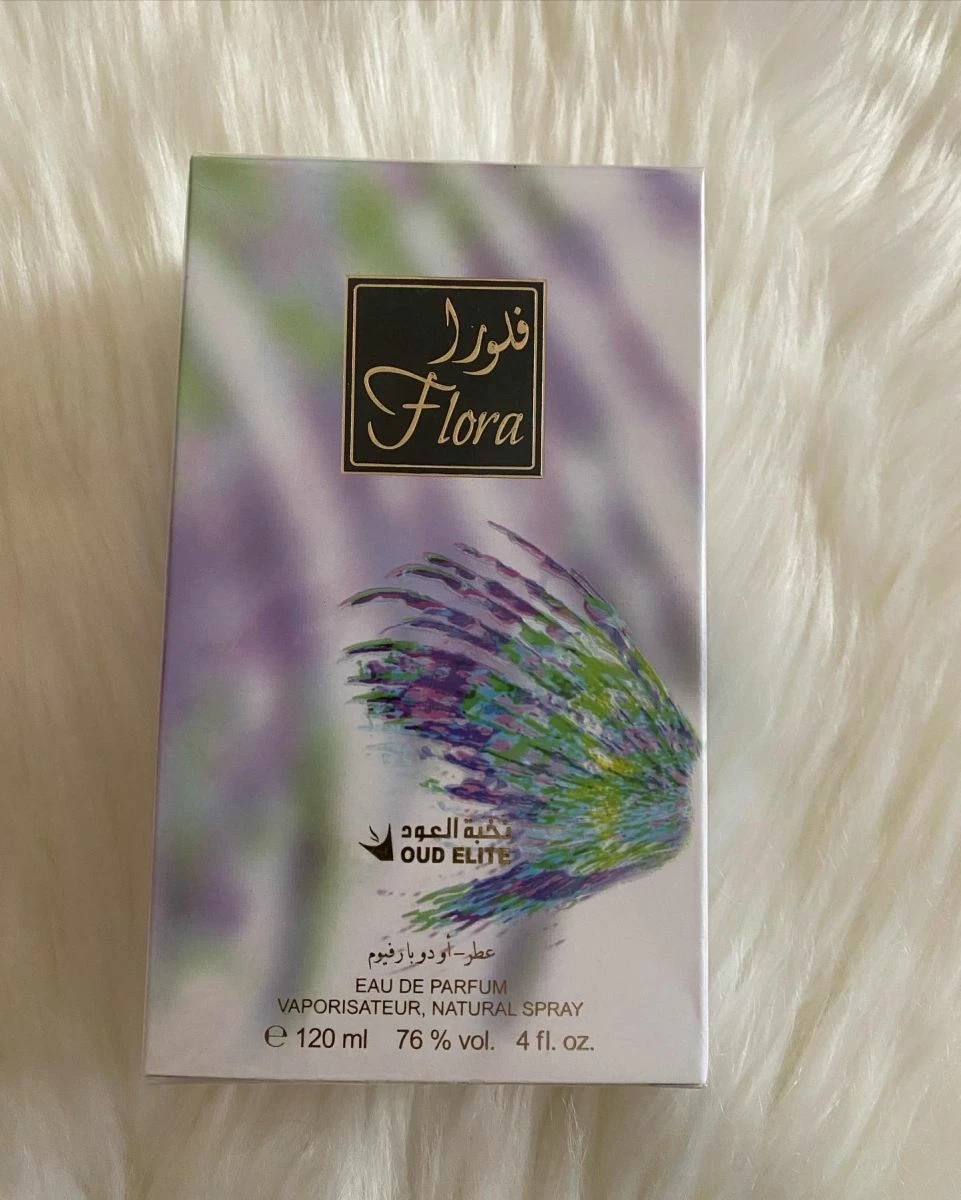 فلورا
Flora
نخبة العود
OUD ELITE
عطر-أو دو بارفيوم
EAU DE PARFUM
VAPORISATEUR, NATURAL SPRAY
℮ 120 ml 76 % vol. 4 fl. oz.